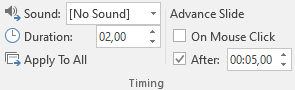 Sound: [No Sound] Advance Slide
Duration: 02,00 On Mouse Click
Apply To All After: 00:05,00
Timing